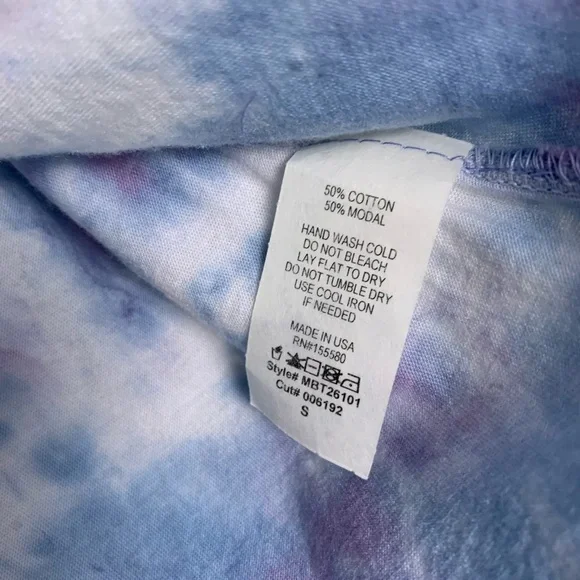 50% COTTON
50% MODAL
HAND WASH COLD
DO NOT BLEACH
LAY FLAT TO DRY
DO NOT TUMBLE DRY
USE COOL IRON
IF NEEDED
MADE IN USA
RN#155580
Style# MBT26101
Cut# 006192
S